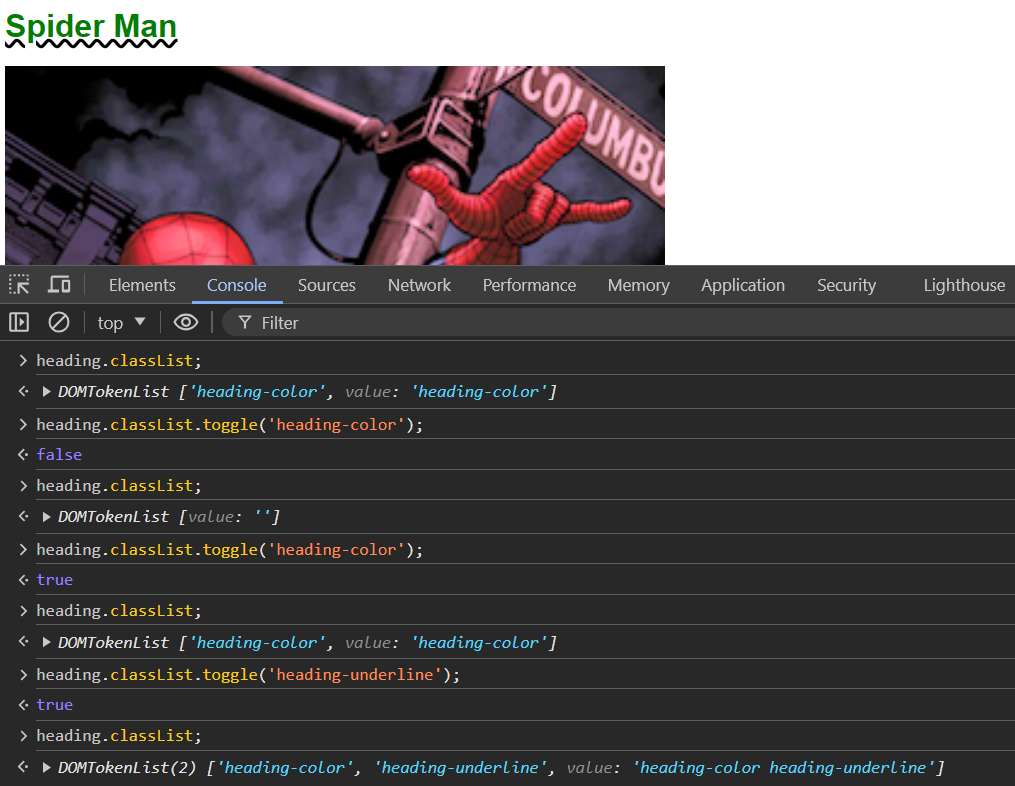 Spider Man
COLUMBU
Elements Console Sources Network Performance Memory Application Security Lighthouse
top Filter
heading.classList;
DOMTokenList ['heading-color', value: 'heading-color']
heading.classList.toggle('heading-color');
false
heading.classList;
DOMTokenList [value: '']
heading.classList.toggle('heading-color');
true
heading.classList;
DOMTokenList ['heading-color', value: 'heading-color']
heading.classList.toggle('heading-underline');
true
heading.classList;
DOMTokenList(2) ['heading-color', 'heading-underline', value: 'heading-color heading-underline']